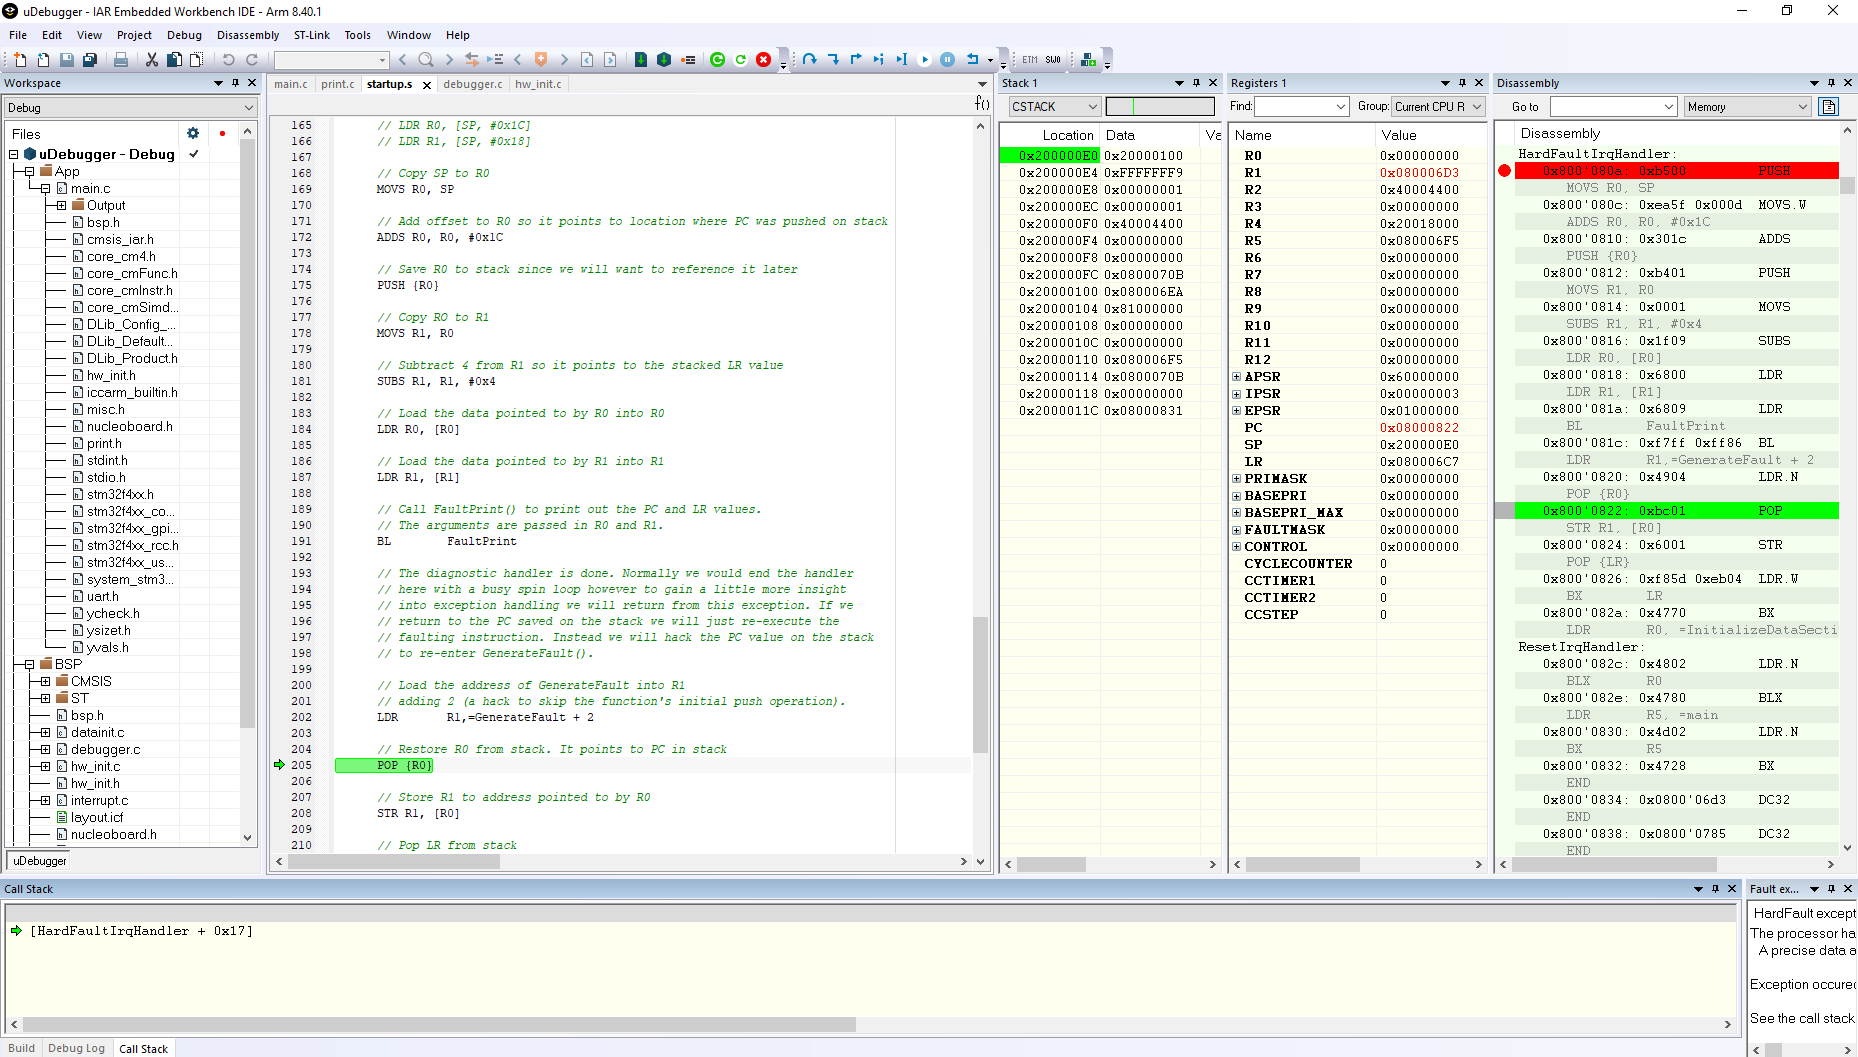 uDebugger - IAR Embedded Workbench IDE - Arm 8.40.1
File Edit View Project Debug Disassembly ST-Link Tools Window Help
ETM SWO
Workspace
Debug
Files
uDebugger - Debug
App
main.c
Output
bsp.h
cmsis_iar.h
core_cm4.h
core_cmFunc.h
core_cmInstr.h
core_cmSimd...
DLib_Config_...
DLib_Default...
DLib_Product.h
hw_init.h
iccarm_builtin.h
misc.h
nucleoboard.h
print.h
stdint.h
stdio.h
stm32f4xx.h
stm32f4xx_co...
stm32f4xx_gpi...
stm32f4xx_rcc.h
stm32f4xx_us...
system_stm3...
uart.h
ycheck.h
ysizet.h
yvals.h
BSP
CMSIS
ST
bsp.h
datainit.c
debugger.c
hw_init.c
hw_init.h
interrupt.c
layout.icf
nucleoboard.h
uDebugger
main.c print.c startup.s debugger.c hw_init.c
f()
165 // LDR R0, [SP, #0x1C]
166 // LDR R1, [SP, #0x18]
167
168 // Copy SP to R0
169 MOVS R0, SP
170
171 // Add offset to R0 so it points to location where PC was pushed on stack
172 ADDS R0, R0, #0x1C
173
174 // Save R0 to stack since we will want to reference it later
175 PUSH {R0}
176
177 // Copy R0 to R1
178 MOVS R1, R0
179
180 // Subtract 4 from R1 so it points to the stacked LR value
181 SUBS R1, R1, #0x4
182
183 // Load the data pointed to by R0 into R0
184 LDR R0, [R0]
185
186 // Load the data pointed to by R1 into R1
187 LDR R1, [R1]
188
189 // Call FaultPrint() to print out the PC and LR values.
190 // The arguments are passed in R0 and R1.
191 BL FaultPrint
192
193 // The diagnostic handler is done. Normally we would end the handler
194 // here with a busy spin loop however to gain a little more insight
195 // into exception handling we will return from this exception. If we
196 // return to the PC saved on the stack we will just re-execute the
197 // faulting instruction. Instead we will hack the PC value on the stack
198 // to re-enter GenerateFault().
199
200 // Load the address of GenerateFault into R1
201 // adding 2 (a hack to skip the function's initial push operation).
202 LDR R1,=GenerateFault + 2
203
204 // Restore R0 from stack. It points to PC in stack
205 POP {R0}
206
207 // Store R1 to address pointed to by R0
208 STR R1, [R0]
209
210 // Pop LR from stack
Stack 1
CSTACK
Location Data Va
0x200000E0 0x20000100
0x200000E4 0xFFFFFFF9
0x200000E8 0x00000001
0x200000EC 0x00000001
0x200000F0 0x40004400
0x200000F4 0x00000000
0x200000F8 0x00000000
0x200000FC 0x0800070B
0x20000100 0x080006EA
0x20000104 0x81000000
0x20000108 0x00000000
0x2000010C 0x00000000
0x20000110 0x080006F5
0x20000114 0x0800070B
0x20000118 0x00000000
0x2000011C 0x08000831
Registers 1
Find: Group: Current CPU R
Name Value
R0 0x00000000
R1 0x080006D3
R2 0x40004400
R3 0x00000000
R4 0x20018000
R5 0x080006F5
R6 0x00000000
R7 0x00000000
R8 0x00000000
R9 0x00000000
R10 0x00000000
R11 0x00000000
R12 0x00000000
APSR 0x60000000
IPSR 0x00000003
EPSR 0x01000000
PC 0x08000822
SP 0x200000E0
LR 0x080006C7
PRIMASK 0x00000000
BASEPRI 0x00000000
BASEPRI_MAX 0x00000000
FAULTMASK 0x00000000
CONTROL 0x00000000
CYCLECOUNTER 0
CCTIMER1 0
CCTIMER2 0
CCSTEP 0
Disassembly
Go to Memory
Disassembly
HardFaultIrqHandler:
0x800'080a: 0xb500 PUSH
MOVS R0, SP
0x800'080c: 0xea5f 0x000d MOVS.W
ADDS R0, R0, #0x1C
0x800'0810: 0x301c ADDS
PUSH {R0}
0x800'0812: 0xb401 PUSH
MOVS R1, R0
0x800'0814: 0x0001 MOVS
SUBS R1, R1, #0x4
0x800'0816: 0x1f09 SUBS
LDR R0, [R0]
0x800'0818: 0x6800 LDR
LDR R1, [R1]
0x800'081a: 0x6809 LDR
BL FaultPrint
0x800'081c: 0xf7ff 0xff86 BL
LDR R1,=GenerateFault + 2
0x800'0820: 0x4904 LDR.N
POP {R0}
0x800'0822: 0xbc01 POP
STR R1, [R0]
0x800'0824: 0x6001 STR
POP {LR}
0x800'0826: 0xf85d 0xeb04 LDR.W
BX LR
0x800'082a: 0x4770 BX
LDR R0, =InitializeDataSecti
ResetIrqHandler:
0x800'082c: 0x4802 LDR.N
BLX R0
0x800'082e: 0x4780 BLX
LDR R5, =main
0x800'0830: 0x4d02 LDR.N
BX R5
0x800'0832: 0x4728 BX
END
0x800'0834: 0x0800'06d3 DC32
END
0x800'0838: 0x0800'0785 DC32
END
Call Stack
[HardFaultIrqHandler + 0x17]
Build Debug Log Call Stack
Fault ex...
HardFault except
The processor ha
A precise data a
Exception occured
See the call stack